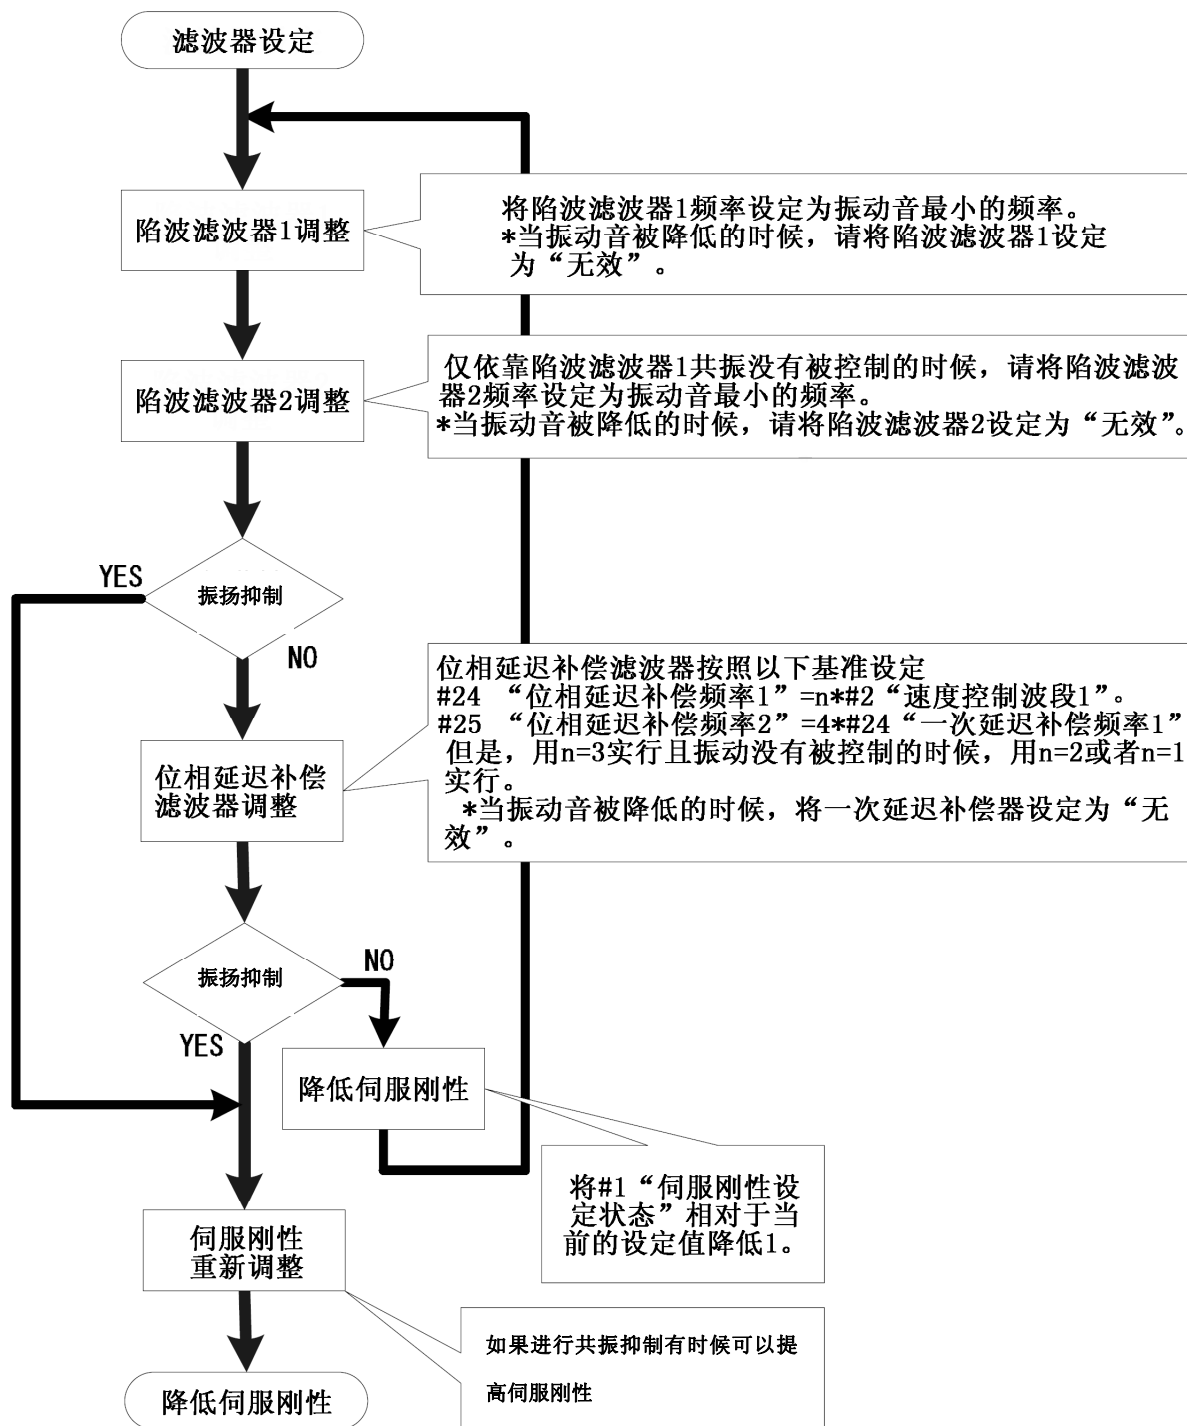 滤波器设定
陷波滤波器1调整
将陷波滤波器1频率设定为振动音最小的频率。
*当振动音被降低的时候，请将陷波滤波器1设定
为“无效”。
陷波滤波器2调整
仅依靠陷波滤波器1共振没有被控制的时候，请将陷波滤波
器2频率设定为振动音最小的频率。
*当振动音被降低的时候，请将陷波滤波器2设定为“无效”。
YES
振扬抑制
NO
位相延迟补偿
滤波器调整
位相延迟补偿滤波器按照以下基准设定
#24 “位相延迟补偿频率1”=n*#2“速度控制波段1”。
#25 “位相延迟补偿频率2”=4*#24“一次延迟补偿频率1”
但是，用n=3实行且振动没有被控制的时候，用n=2或者n=1
实行。
*当振动音被降低的时候，将一次延迟补偿器设定为“无
效”。
振扬抑制
NO
YES
降低伺服刚性
将#1“伺服刚性设
定状态”相对于当
前的设定值降低1。
伺服刚性
重新调整
如果进行共振抑制有时候可以提
高伺服刚性
降低伺服刚性